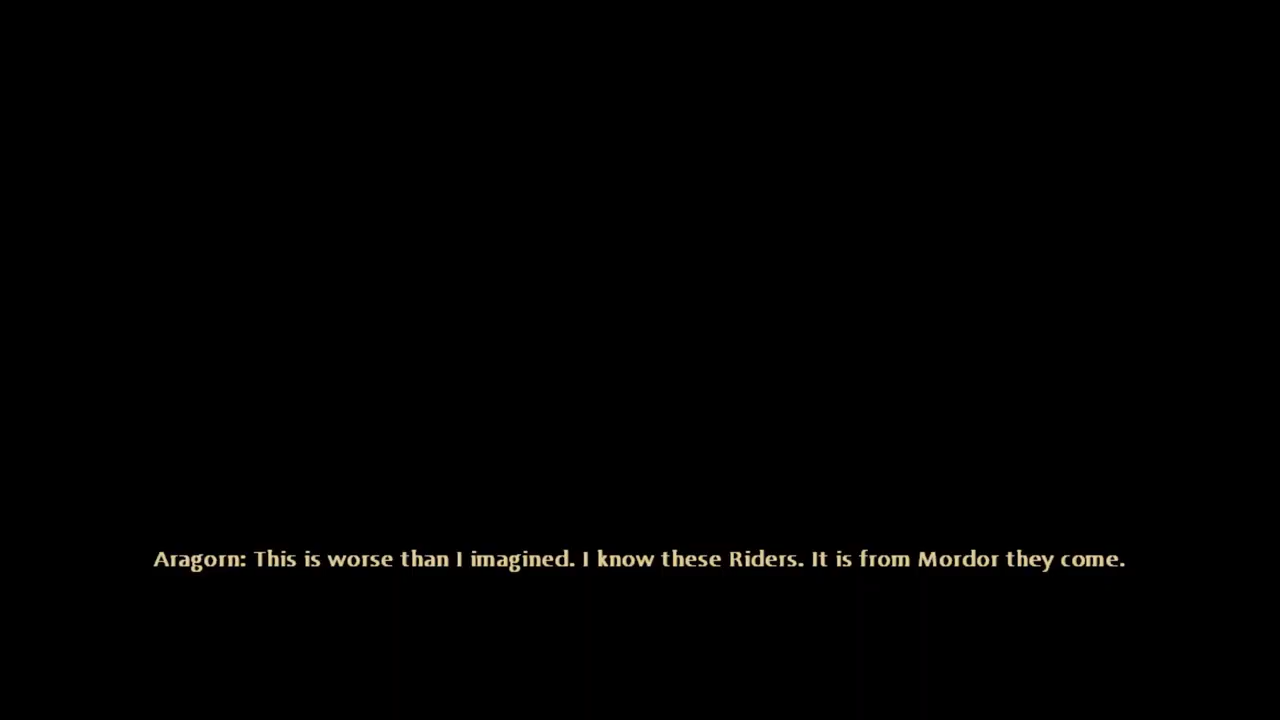 Aragorn: This is worse than I imagined. I know these Riders. It is from Mordor they come.